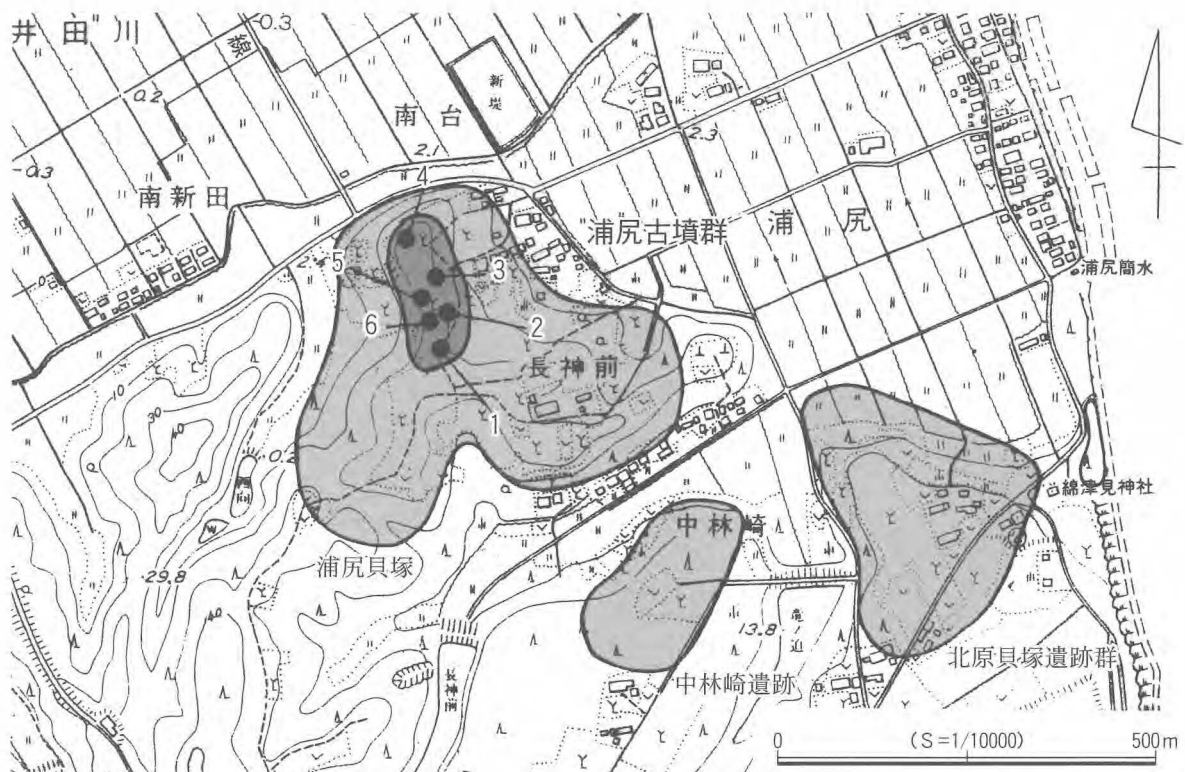 井田川
線
-0.3
0.2
-0.3
南新田
南台
新堤
2.1
4
2.3
"浦尻古墳群
浦尻
浦尻簡水
5
3
6
2
長神前
1
10
30
40
29.8
40
浦尻貝塚
中林崎
綿津見神社
13.8
長神前
中林崎遺跡
北原貝塚遺跡群
0
(S=1/10000)
500m